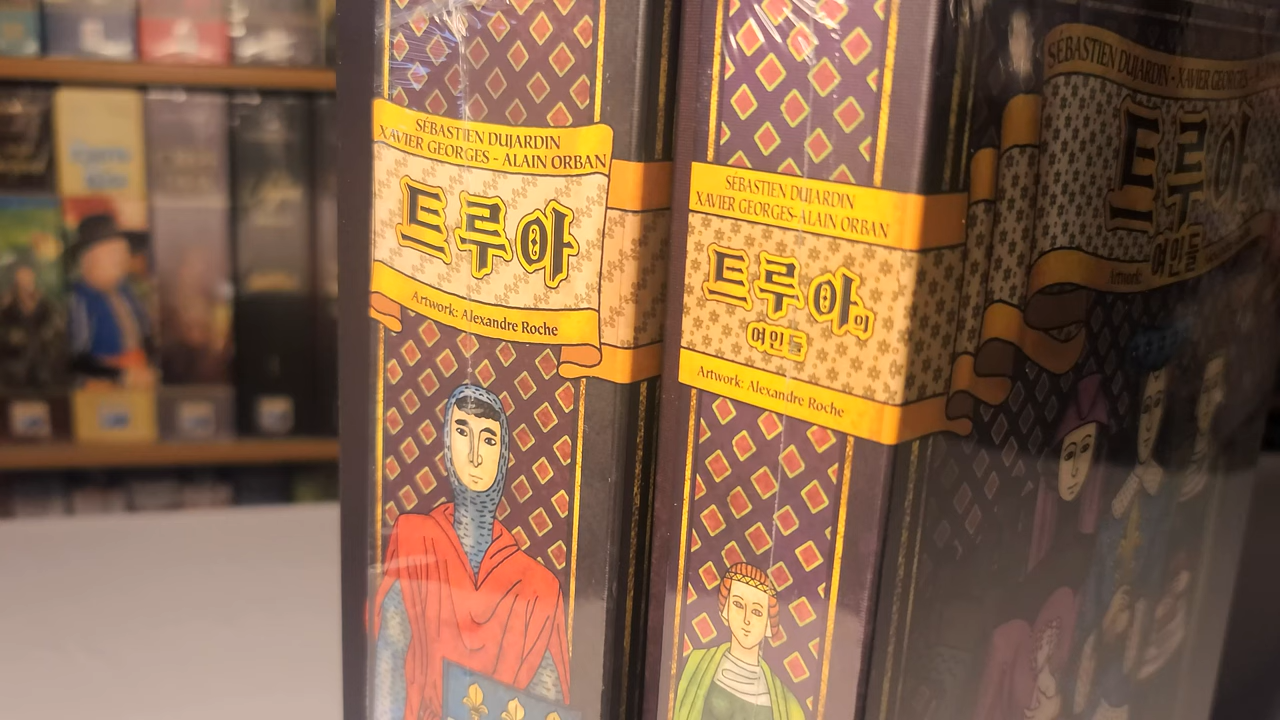 SÉBASTIEN DUJARDIN
XAVIER GEORGES - ALAIN ORBAN
트루아
Artwork: Alexandre Roche
SÉBASTIEN DUJARDIN
XAVIER GEORGES-ALAIN ORBAN
트루아의
여인들
Artwork: Alexandre Roche
SÉBASTIEN DUJARDIN - XAVIER GEORGES -
트루아
여인들
Artwork: